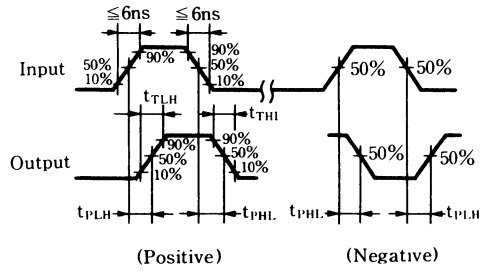 ≦6ns ≦6ns
Input 50% 10% 90% 90% 50% 10% 50% 50%
tTLH tTHL
Output 90% 50% 10% 90% 50% 10% 50% 50%
tPLH tPHL tPHL tPLH
(Positive) (Negative)